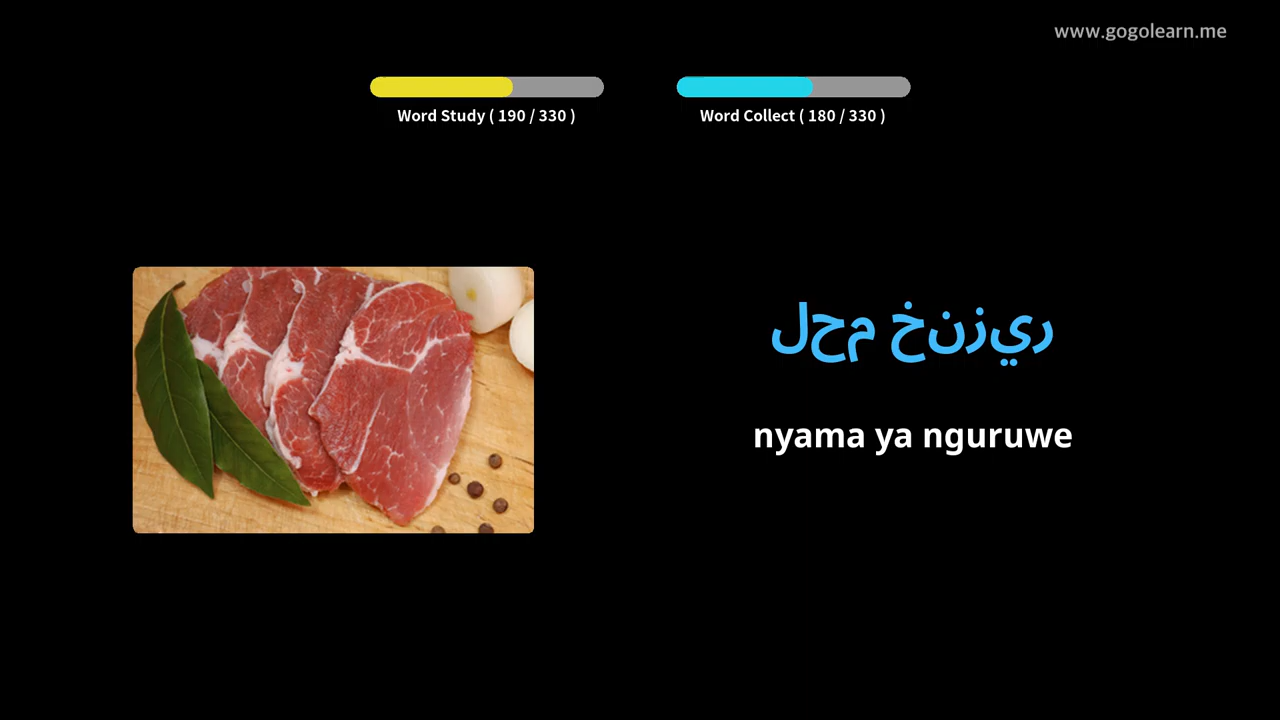 www.gogolearn.me
Word Study ( 190 / 330 )
Word Collect ( 180 / 330 )
لحم خنزير
nyama ya nguruwe